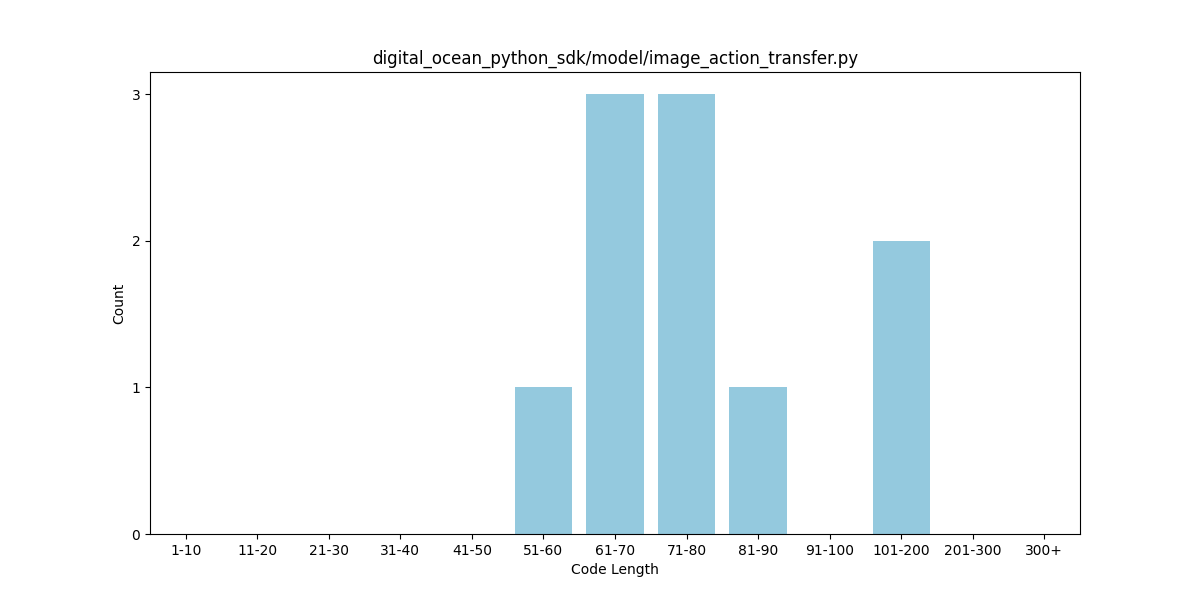 digital_ocean_python_sdk/model/image_action_transfer.py
Count
3
2
1
0
1-10 11-20 21-30 31-40 41-50 51-60 61-70 71-80 81-90 91-100 101-200 201-300 300+
Code Length